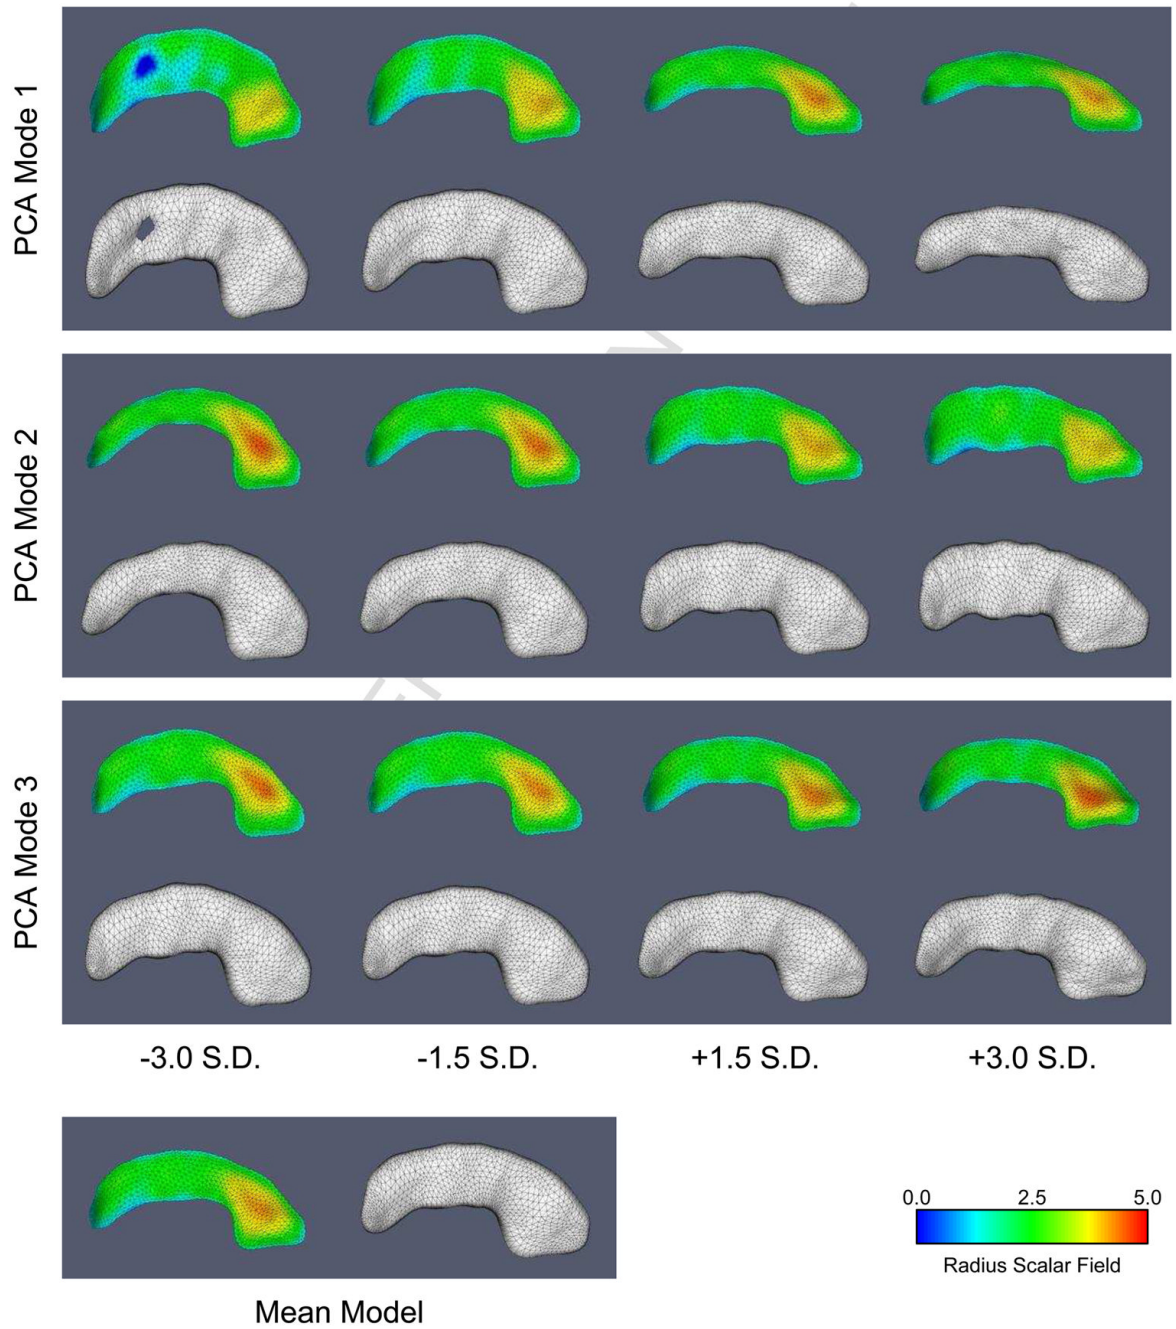 PCA Mode 1
PCA Mode 2
PCA Mode 3
-3.0 S.D.
-1.5 S.D.
+1.5 S.D.
+3.0 S.D.
0.0
2.5
5.0
Radius Scalar Field
Mean Model